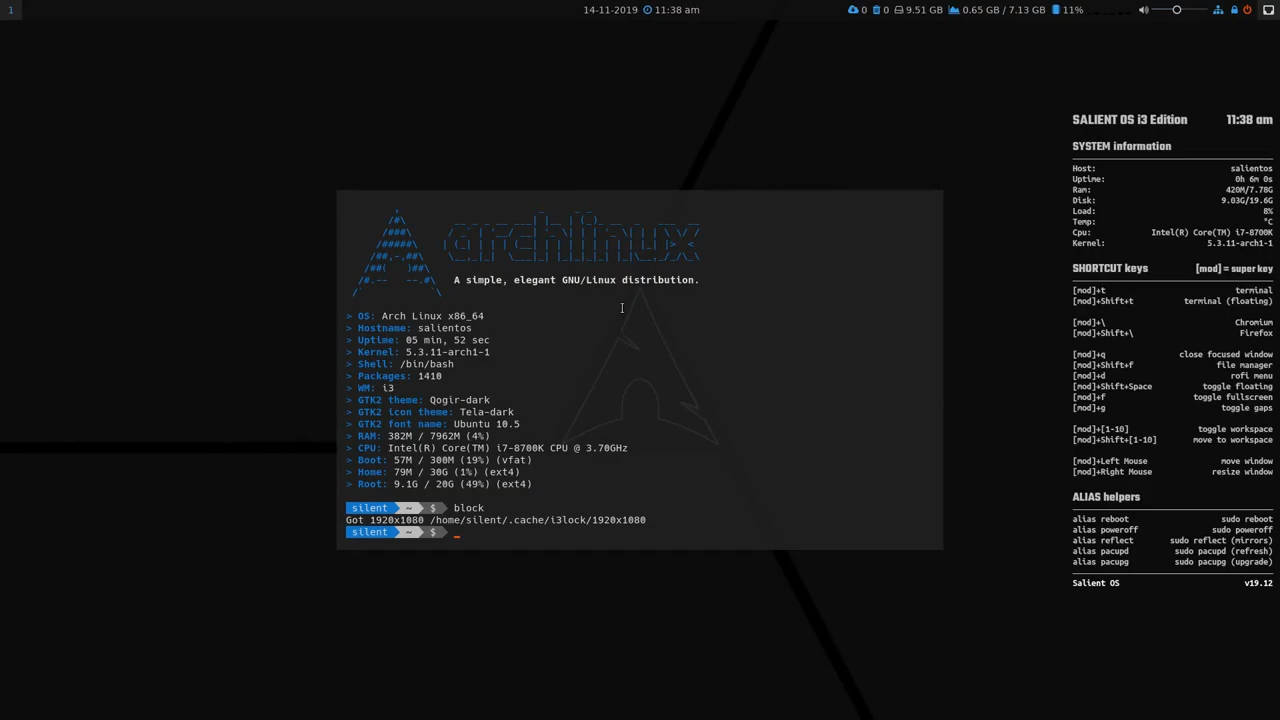 1
14-11-2019 11:38 am
0 0 9.51 GB 0.65 GB / 7.13 GB 11%
SALIENT OS i3 Edition 11:38 am
SYSTEM information
Host: salientos
Uptime: 0h 6m 0s
Ram: 420M/7.78G
Disk: 9.03G/19.6G
Load: 8%
Temp: °C
Cpu: Intel(R) Core(TM) i7-8700K
Kernel: 5.3.11-arch1-1
SHORTCUT keys [mod] = super key
[mod]+t terminal
[mod]+Shift+t terminal (floating)
[mod]+\ Chromium
[mod]+Shift+\ Firefox
[mod]+q close focused window
[mod]+Shift+f file manager
[mod]+d rofi menu
[mod]+Shift+Space toggle floating
[mod]+f toggle fullscreen
[mod]+g toggle gaps
[mod]+[1-10] toggle workspace
[mod]+Shift+[1-10] move to workspace
[mod]+Left Mouse move window
[mod]+Right Mouse resize window
ALIAS helpers
alias reboot sudo reboot
alias poweroff sudo poweroff
alias reflect sudo reflect (mirrors)
alias pacupd sudo pacupd (refresh)
alias pacupg sudo pacupg (upgrade)
Salient OS v19.12
archlinux
A simple, elegant GNU/Linux distribution.
> OS: Arch Linux x86_64
> Hostname: salientos
> Uptime: 05 min, 52 sec
> Kernel: 5.3.11-arch1-1
> Shell: /bin/bash
> Packages: 1410
> WM: i3
> GTK2 theme: Qogir-dark
> GTK2 icon theme: Tela-dark
> GTK2 font name: Ubuntu 10.5
> RAM: 382M / 7962M (4%)
> CPU: Intel(R) Core(TM) i7-8700K CPU @ 3.70GHz
> Boot: 57M / 300M (19%) (vfat)
> Home: 79M / 30G (1%) (ext4)
> Root: 9.1G / 20G (49%) (ext4)
silent ~ $ block
Got 1920x1080 /home/silent/.cache/i3lock/1920x1080
silent ~ $ _